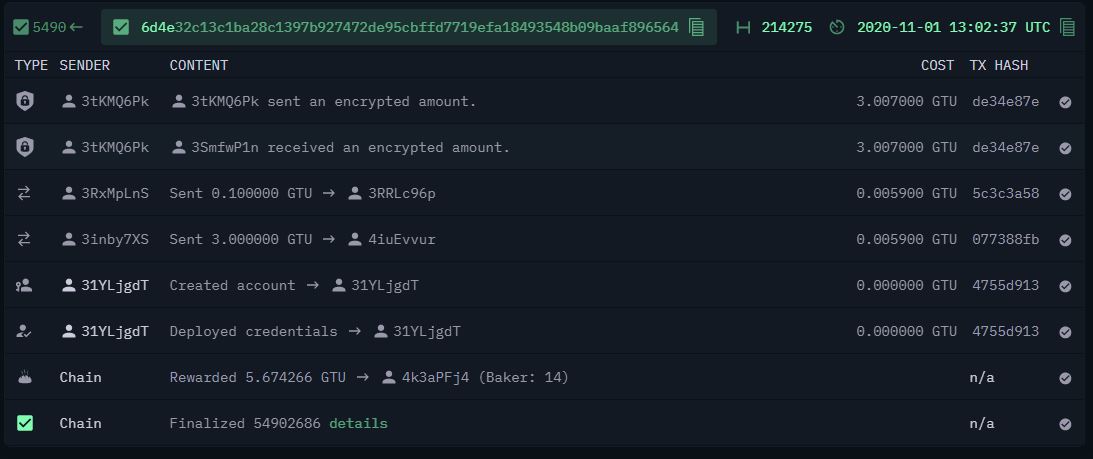 5490← 6d4e32c13c1ba28c1397b927472de95cbffd7719efa18493548b09baaf896564 214275 2020-11-01 13:02:37 UTC
TYPE SENDER CONTENT COST TX HASH
3tKMQ6Pk 3tKMQ6Pk sent an encrypted amount. 3.007000 GTU de34e87e
3tKMQ6Pk 3SmfwP1n received an encrypted amount. 3.007000 GTU de34e87e
3RxMpLnS Sent 0.100000 GTU → 3RRLc96p 0.005900 GTU 5c3c3a58
3inby7XS Sent 3.000000 GTU → 4iuEvvur 0.005900 GTU 077388fb
31YLjgdT Created account → 31YLjgdT 0.000000 GTU 4755d913
31YLjgdT Deployed credentials → 31YLjgdT 0.000000 GTU 4755d913
Chain Rewarded 5.674266 GTU → 4k3aPFj4 (Baker: 14) n/a
Chain Finalized 54902686 details n/a